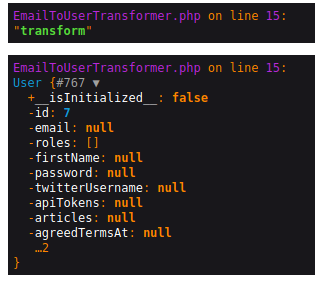 EmailToUserTransformer.php on line 15:
"transform"
EmailToUserTransformer.php on line 15:
User {#767 ▼
+__isInitialized__: false
-id: 7
-email: null
-roles: []
-firstName: null
-password: null
-twitterUsername: null
-apiTokens: null
-articles: null
-agreedTermsAt: null
…2
}